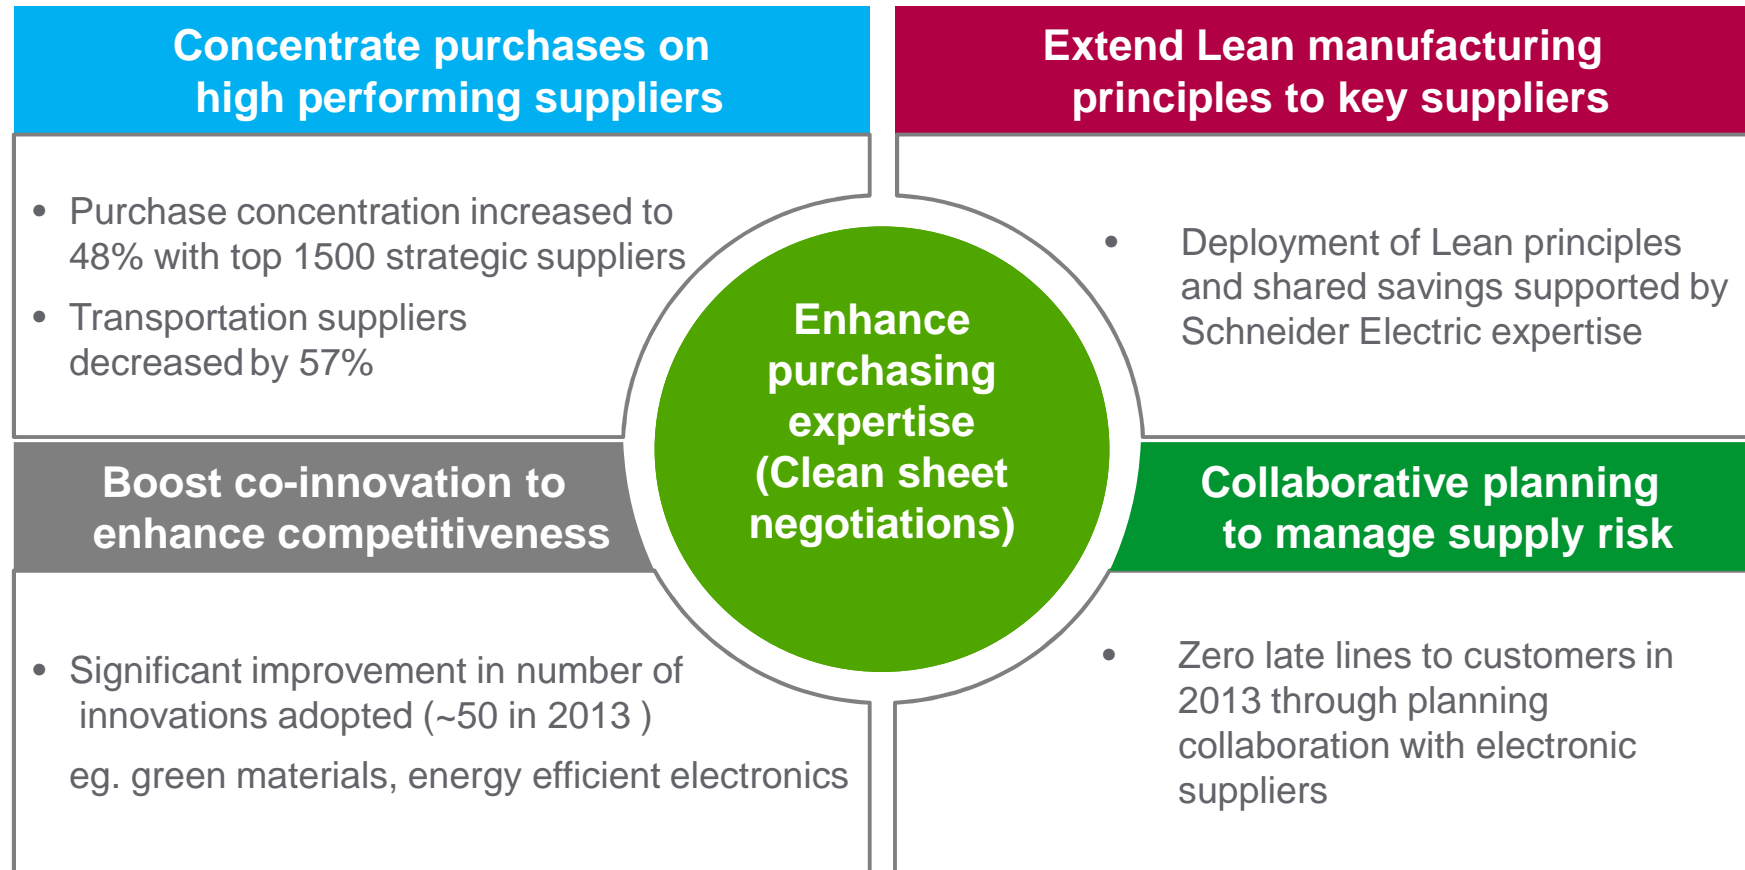 Concentrate purchases on
high performing suppliers
• Purchase concentration increased to
48% with top 1500 strategic suppliers
• Transportation suppliers
decreased by 57%
Extend Lean manufacturing
principles to key suppliers
• Deployment of Lean principles
and shared savings supported by
Schneider Electric expertise
Enhance
purchasing
expertise
(Clean sheet
negotiations)
Boost co-innovation to
enhance competitiveness
• Significant improvement in number of
innovations adopted (~50 in 2013 )
eg. green materials, energy efficient electronics
Collaborative planning
to manage supply risk
• Zero late lines to customers in
2013 through planning
collaboration with electronic
suppliers